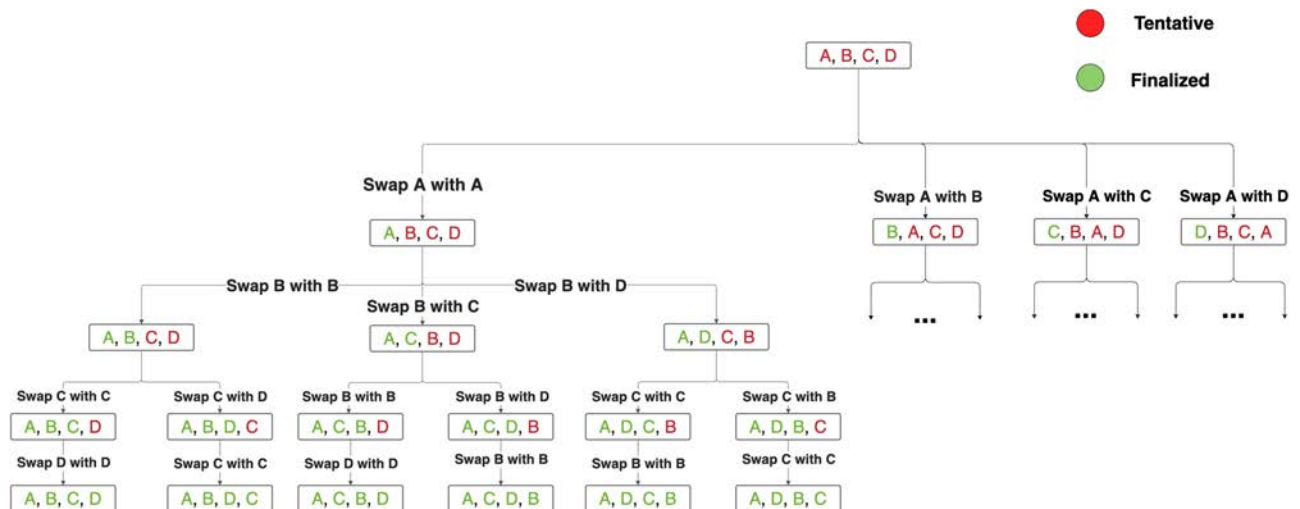 Tentative
A, B, C, D
Finalized
Swap A with A
Swap A with B
Swap A with C
Swap A with D
A, B, C, D
B, A, C, D
C, B, A, D
D, B, C, A
Swap B with B
Swap B with D
Swap B with C
...
...
...
A, B, C, D
A, C, B, D
A, D, C, B
Swap C with C
Swap C with D
Swap B with B
Swap B with D
Swap C with C
Swap C with B
A, B, C, D
A, B, D, C
A, C, B, D
A, C, D, B
A, D, C, B
A, D, B, C
Swap D with D
Swap C with C
Swap D with D
Swap B with B
Swap B with B
Swap C with C
A, B, C, D
A, B, D, C
A, C, B, D
A, C, D, B
A, D, C, B
A, D, B, C